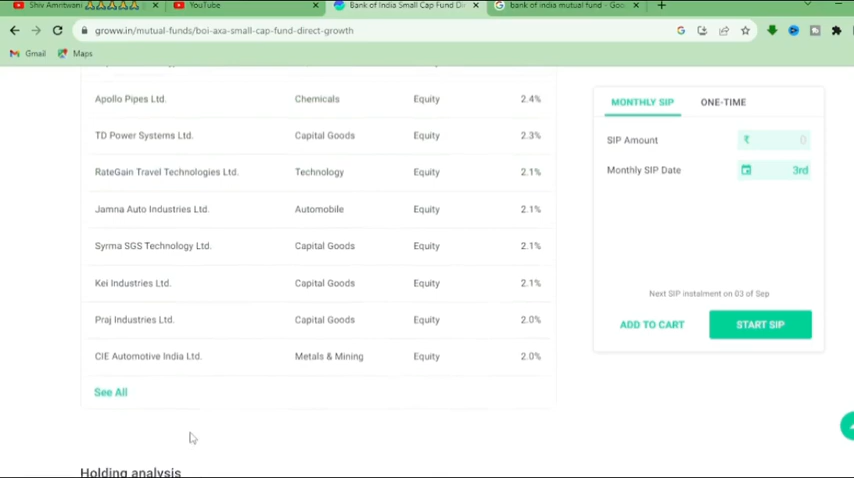 Shiv Amritwani
YouTube
Bank of India Small Cap Fund Di
bank of india mutual fund - Goo
groww.in/mutual-funds/boi-axa-small-cap-fund-direct-growth
Gmail Maps
Apollo Pipes Ltd. Chemicals Equity 2.4%
TD Power Systems Ltd. Capital Goods Equity 2.3%
RateGain Travel Technologies Ltd. Technology Equity 2.1%
Jamna Auto Industries Ltd. Automobile Equity 2.1%
Syrma SGS Technology Ltd. Capital Goods Equity 2.1%
Kei Industries Ltd. Capital Goods Equity 2.1%
Praj Industries Ltd. Capital Goods Equity 2.0%
CIE Automotive India Ltd. Metals & Mining Equity 2.0%
See All
Holding analysis
MONTHLY SIP ONE-TIME
SIP Amount ₹ 0
Monthly SIP Date 3rd
Next SIP instalment on 03 of Sep
ADD TO CART START SIP